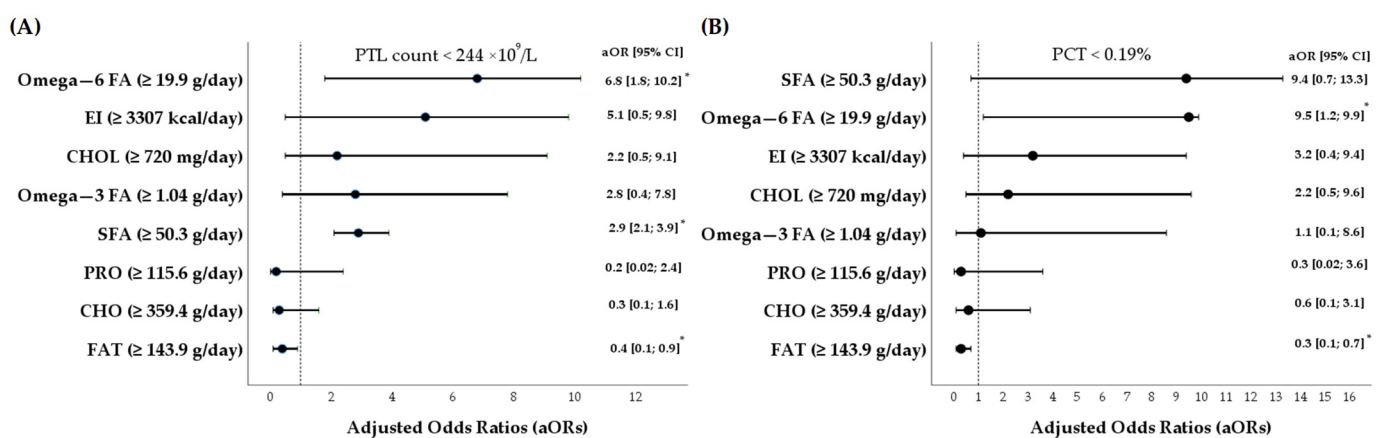 (A)
PTL count < 244 ×10⁹/L
aOR [95% CI]
Omega—6 FA (≥ 19.9 g/day) 6.8 [1.8; 10.2] *
EI (≥ 3307 kcal/day) 5.1 [0.5; 9.8]
CHOL (≥ 720 mg/day) 2.2 [0.5; 9.1]
Omega—3 FA (≥ 1.04 g/day) 2.8 [0.4; 7.8]
SFA (≥ 50.3 g/day) 2.9 [2.1; 3.9] *
PRO (≥ 115.6 g/day) 0.2 [0.02; 2.4]
CHO (≥ 359.4 g/day) 0.3 [0.1; 1.6]
FAT (≥ 143.9 g/day) 0.4 [0.1; 0.9] *
0 2 4 6 8 10 12
Adjusted Odds Ratios (aORs)
(B)
PCT < 0.19%
aOR [95% CI]
SFA (≥ 50.3 g/day) 9.4 [0.7; 13.3]
Omega—6 FA (≥ 19.9 g/day) 9.5 [1.2; 9.9] *
EI (≥ 3307 kcal/day) 3.2 [0.4; 9.4]
CHOL (≥ 720 mg/day) 2.2 [0.5; 9.6]
Omega—3 FA (≥ 1.04 g/day) 1.1 [0.1; 8.6]
PRO (≥ 115.6 g/day) 0.3 [0.02; 3.6]
CHO (≥ 359.4 g/day) 0.6 [0.1; 3.1]
FAT (≥ 143.9 g/day) 0.3 [0.1; 0.7] *
0 1 2 3 4 5 6 7 8 9 10 11 12 13 14 15 16
Adjusted Odds Ratios (aORs)